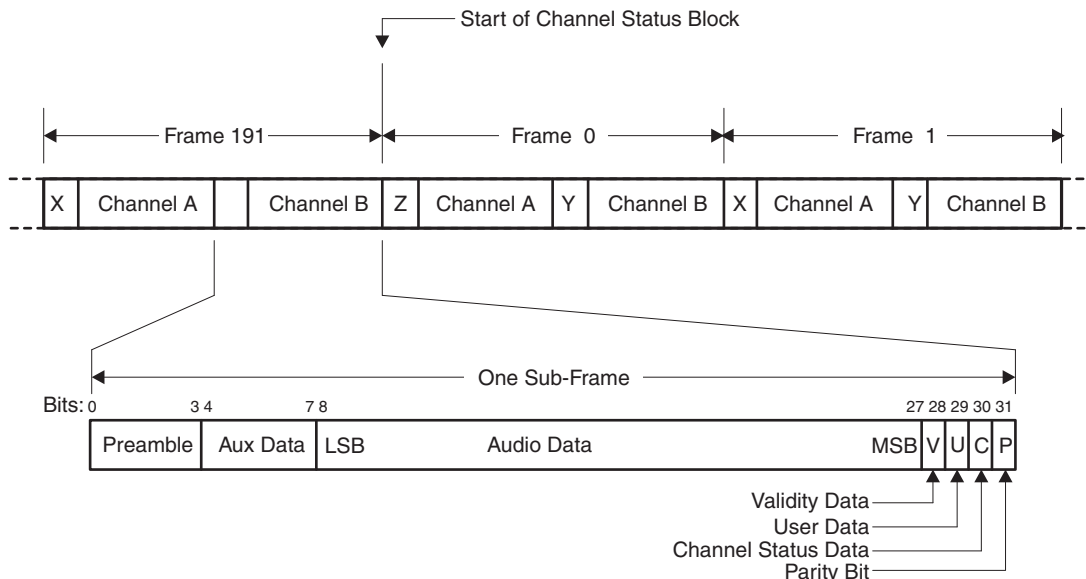 Start of Channel Status Block
Frame 191 Frame 0 Frame 1
X Channel A Channel B Z Channel A Y Channel B X Channel A Y Channel B
One Sub-Frame
Bits: 0 3 4 7 8 27 28 29 30 31
Preamble Aux Data LSB Audio Data MSB V U C P
Validity Data
User Data
Channel Status Data
Parity Bit